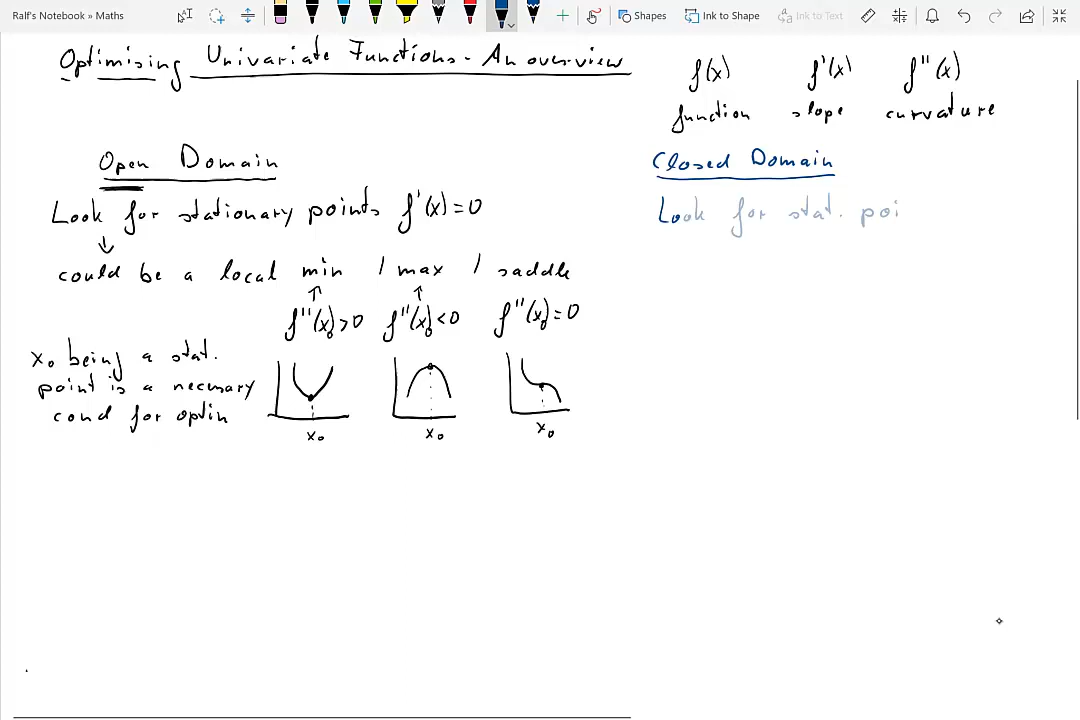 Ralf's Notebook » Maths
Shapes
Ink to Shape
Ink to Text
Optimising Univariate Functions - An overview
f(x) f'(x) f''(x)
function slope curvature
Open Domain
Look for stationary points f'(x) = 0
↓
could be a local min / max / saddle
↑ ↑
f''(x₀) > 0 f''(x₀) < 0 f''(x₀) = 0
x₀ being a stat.
point is a necessary
cond for optim
x₀ x₀ x₀
Closed Domain
Look for stat. poi